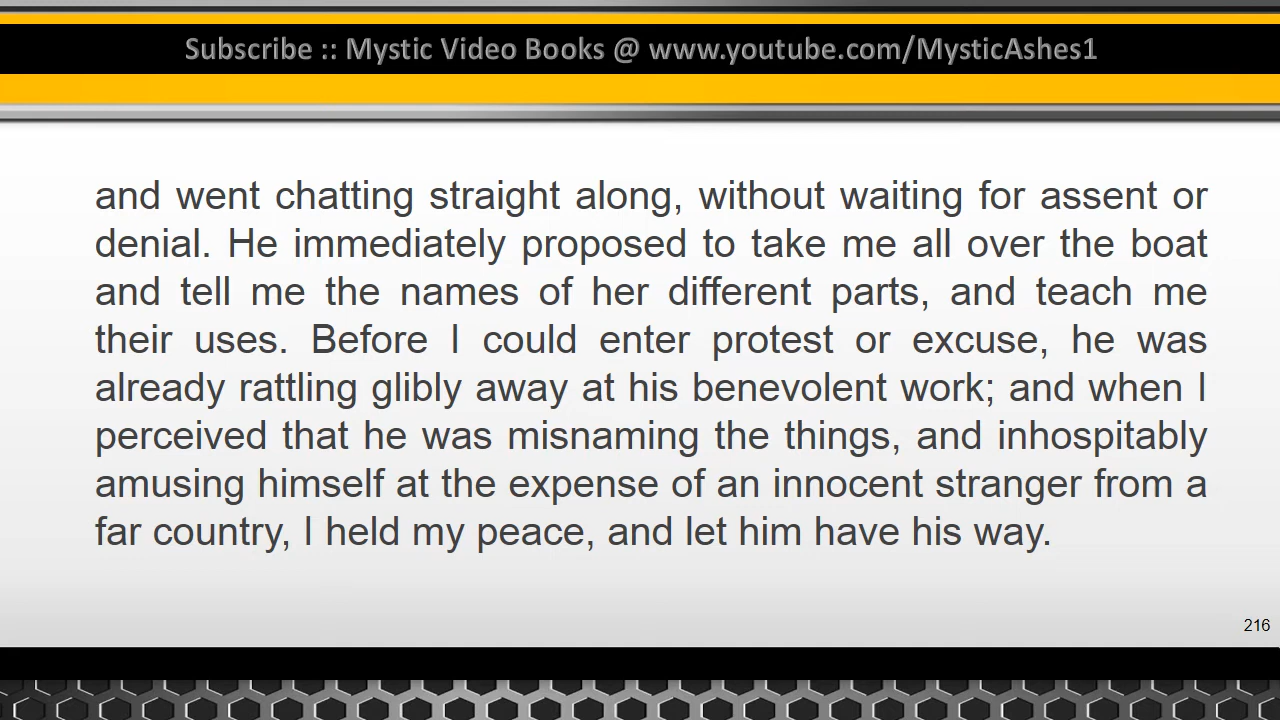 Subscribe :: Mystic Video Books @ www.youtube.com/MysticAshes1
and went chatting straight along, without waiting for assent or
denial. He immediately proposed to take me all over the boat
and tell me the names of her different parts, and teach me
their uses. Before I could enter protest or excuse, he was
already rattling glibly away at his benevolent work; and when I
perceived that he was misnaming the things, and inhospitably
amusing himself at the expense of an innocent stranger from a
far country, I held my peace, and let him have his way.
216